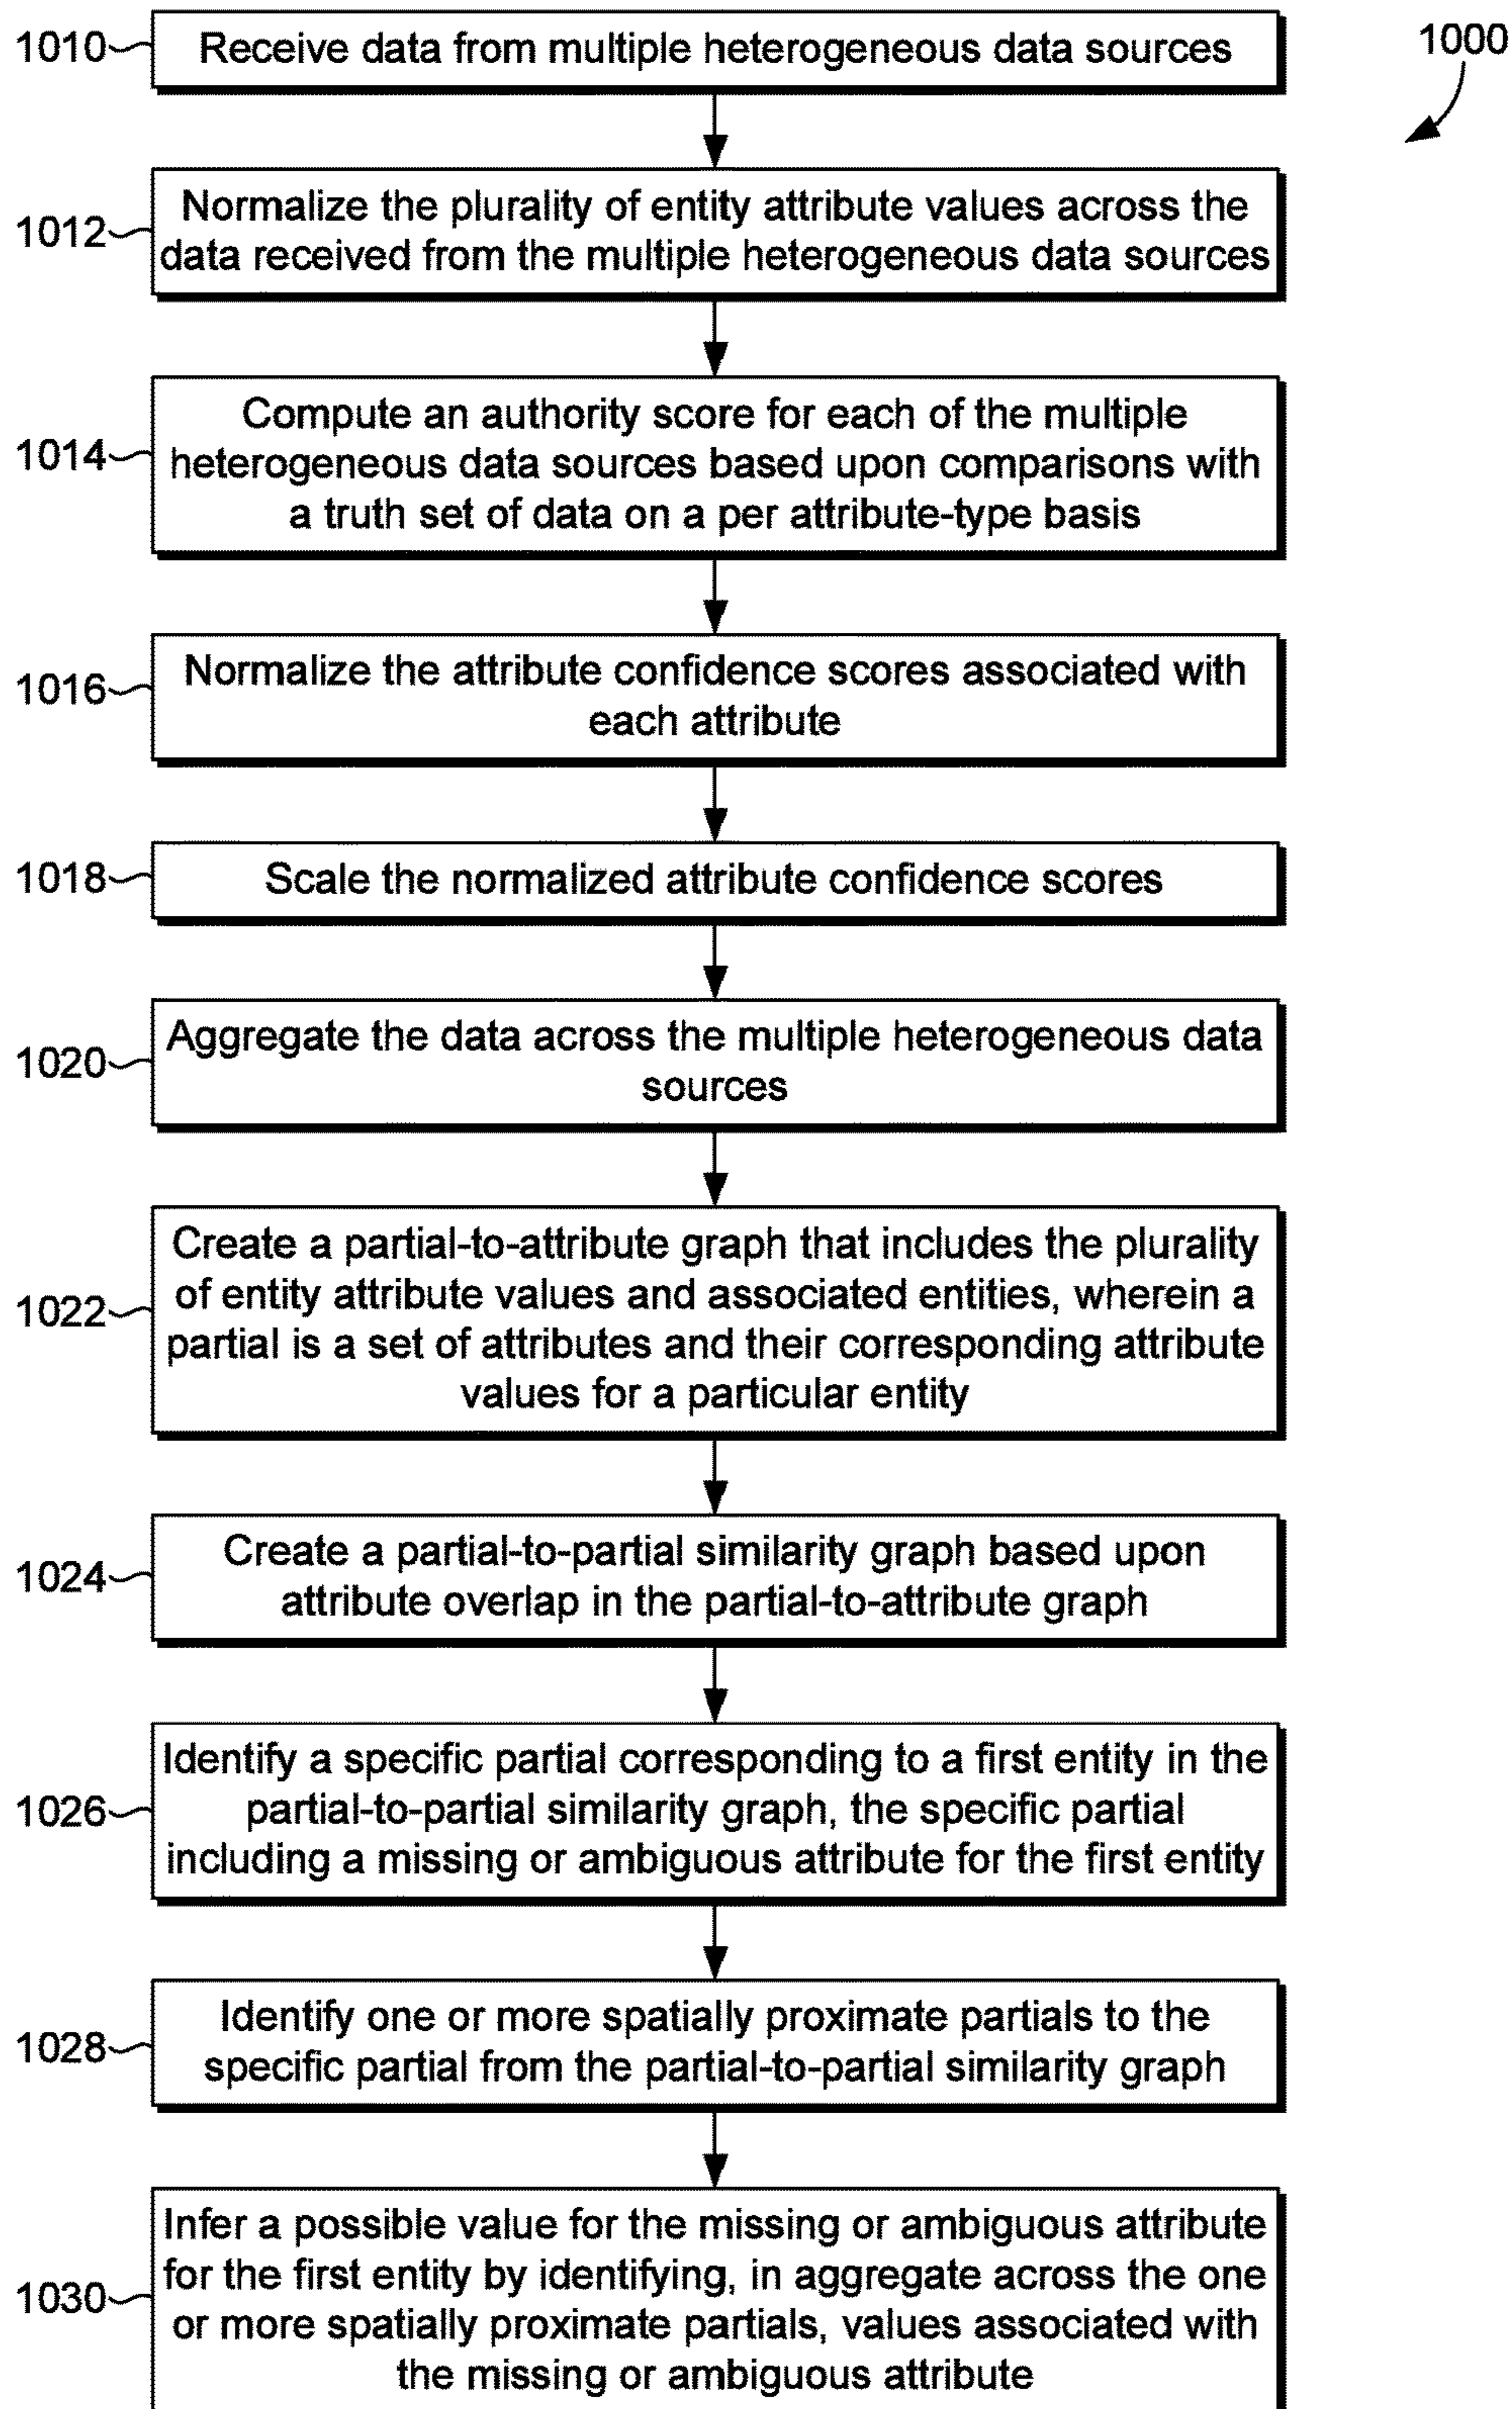 1000
1010
Receive data from multiple heterogeneous data sources
1012
Normalize the plurality of entity attribute values across the
data received from the multiple heterogeneous data sources
1014
Compute an authority score for each of the multiple
heterogeneous data sources based upon comparisons with
a truth set of data on a per attribute-type basis
1016
Normalize the attribute confidence scores associated with
each attribute
1018
Scale the normalized attribute confidence scores
1020
Aggregate the data across the multiple heterogeneous data
sources
1022
Create a partial-to-attribute graph that includes the plurality
of entity attribute values and associated entities, wherein a
partial is a set of attributes and their corresponding attribute
values for a particular entity
1024
Create a partial-to-partial similarity graph based upon
attribute overlap in the partial-to-attribute graph
1026
Identify a specific partial corresponding to a first entity in the
partial-to-partial similarity graph, the specific partial
including a missing or ambiguous attribute for the first entity
1028
Identify one or more spatially proximate partials to the
specific partial from the partial-to-partial similarity graph
1030
Infer a possible value for the missing or ambiguous attribute
for the first entity by identifying, in aggregate across the one
or more spatially proximate partials, values associated with
the missing or ambiguous attribute